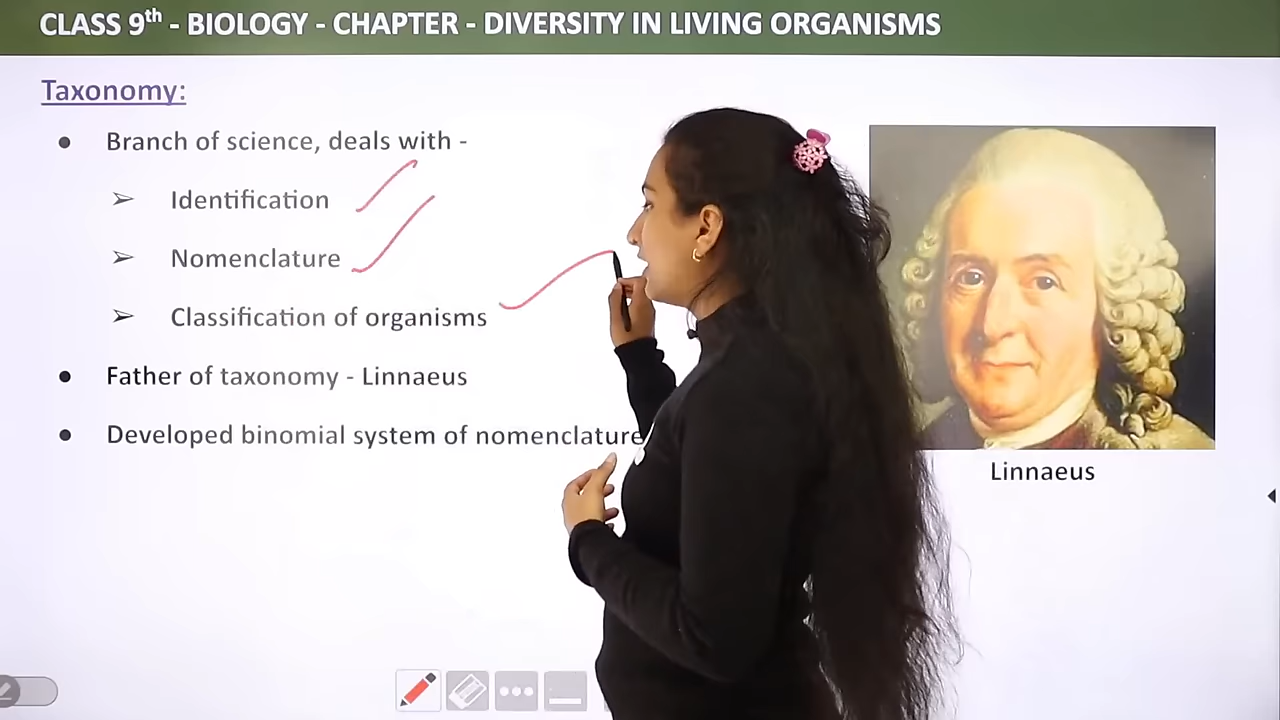 CLASS 9th - BIOLOGY - CHAPTER - DIVERSITY IN LIVING ORGANISMS
Taxonomy:
● Branch of science, deals with -
➢ Identification
➢ Nomenclature
➢ Classification of organisms
● Father of taxonomy - Linnaeus
● Developed binomial system of nomenclature
Linnaeus